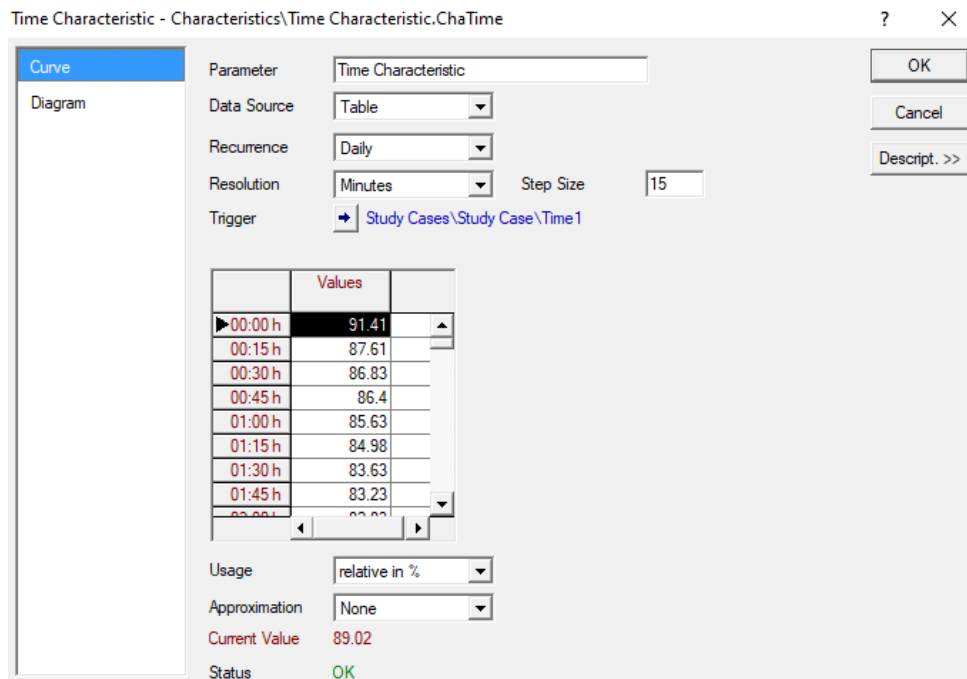 Time Characteristic - Characteristics\Time Characteristic.ChaTime ?
Curve
Diagram
Parameter Time Characteristic
Data Source Table
Recurrence Daily
Resolution Minutes Step Size 15
Trigger Study Cases\Study Case\Time1
OK
Cancel
Descript. >>
Values
00:00 h 91.41
00:15 h 87.61
00:30 h 86.83
00:45 h 86.4
01:00 h 85.63
01:15 h 84.98
01:30 h 83.63
01:45 h 83.23
Usage relative in %
Approximation None
Current Value 89.02
Status OK